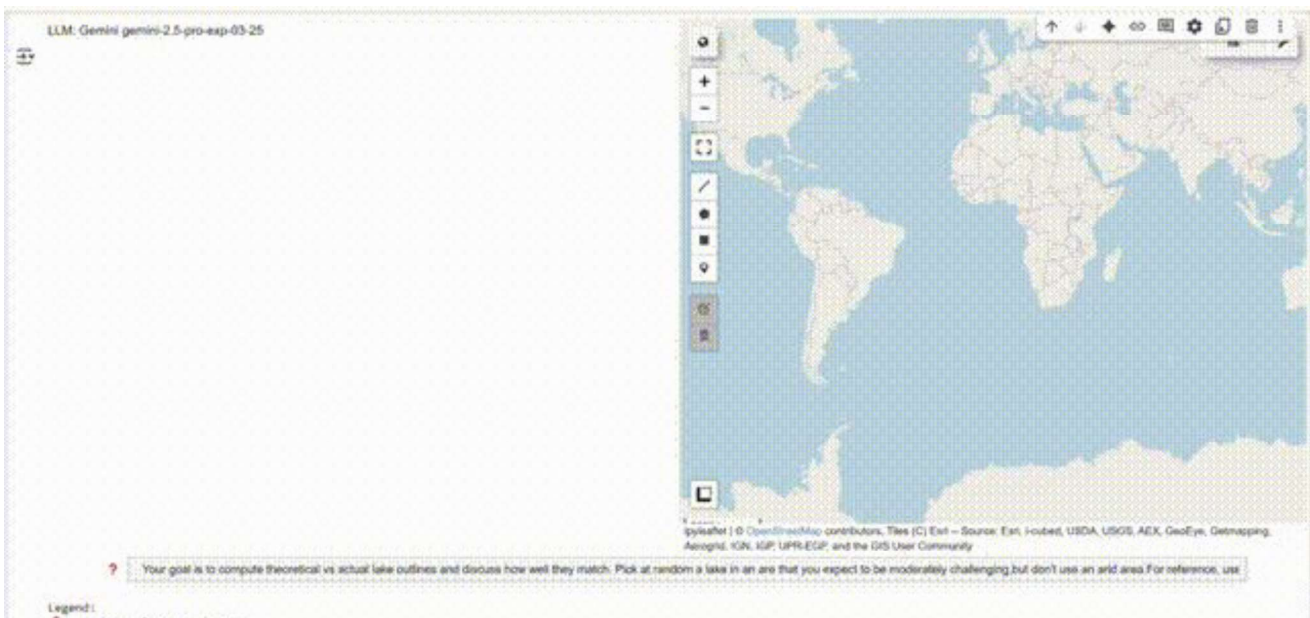 LLM: Gemini gemini-2.5-pro-exp-03-25
ipyleaflet | © OpenStreetMap contributors, Tiles (C) Esri -- Source: Esri, i-cubed, USDA, USGS, AEX, GeoEye, Getmapping,
Aerogrid, IGN, IGP, UPR-EGP, and the GIS User Community
? Your goal is to compute theoretical vs actual lake outlines and discuss how well they match. Pick at random a lake in an are that you expect to be moderately challenging,but don't use an arid area.For reference, use
Legend: